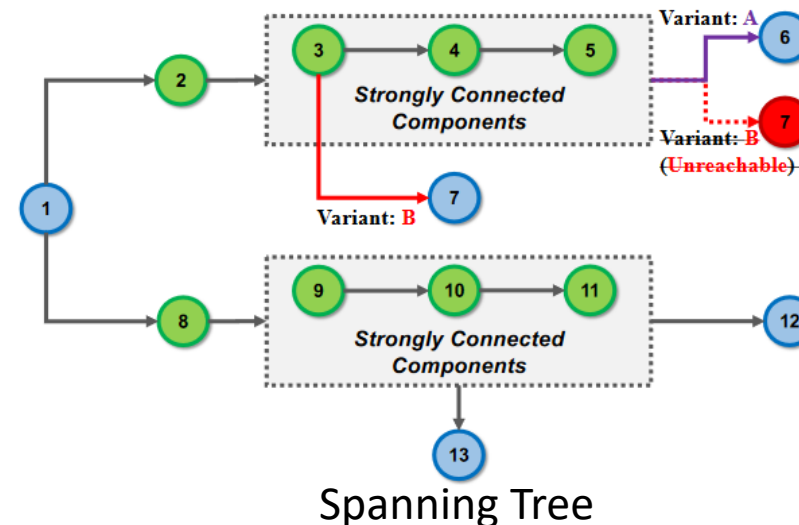 Variant: A
6
3
4
5
2
Strongly Connected
Components
7
Variant: B
(Unreachable)
1
7
Variant: B
9
10
11
8
Strongly Connected
Components
12
13
Spanning Tree